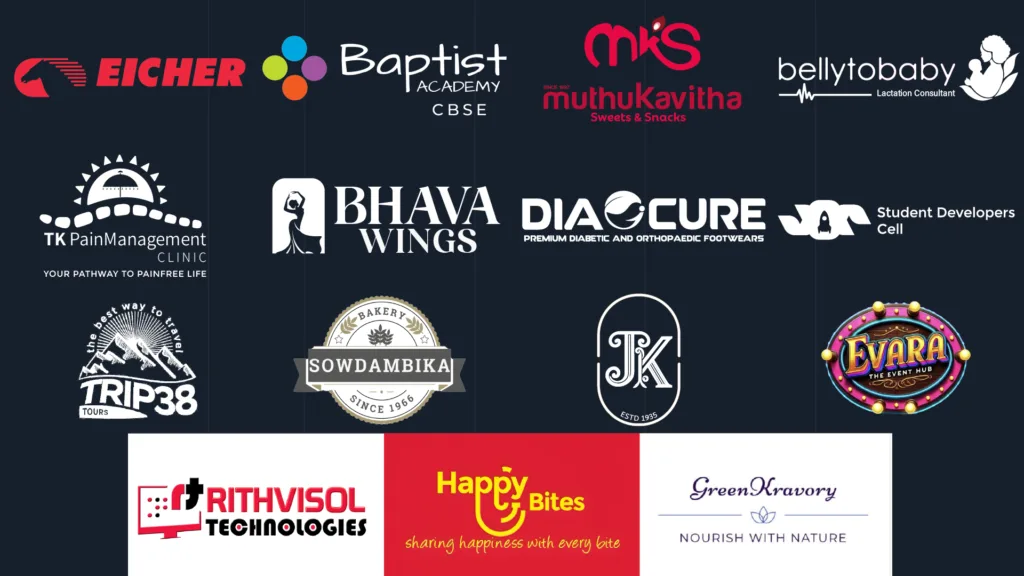 EICHER
Baptist
ACADEMY
CBSE
mkS
SINCE 1987
muthuKavitha
Sweets & Snacks
bellytobaby
Lactation Consultant
TK PainManagement
CLINIC
YOUR PATHWAY TO PAINFREE LIFE
BHAVA
WINGS
DIACURE
PREMIUM DIABETIC AND ORTHOPAEDIC FOOTWEARS
Student Developers
Cell
the best way to travel
TRIP38
TOURS
BAKERY
SOWDAMBIKA
SINCE 1966
JK
ESTD 1935
EVARA
THE EVENT HUB
rt
RITHVISOL
TECHNOLOGIES
Happy
Bites
sharing happiness with every bite
GreenKravory
NOURISH WITH NATURE